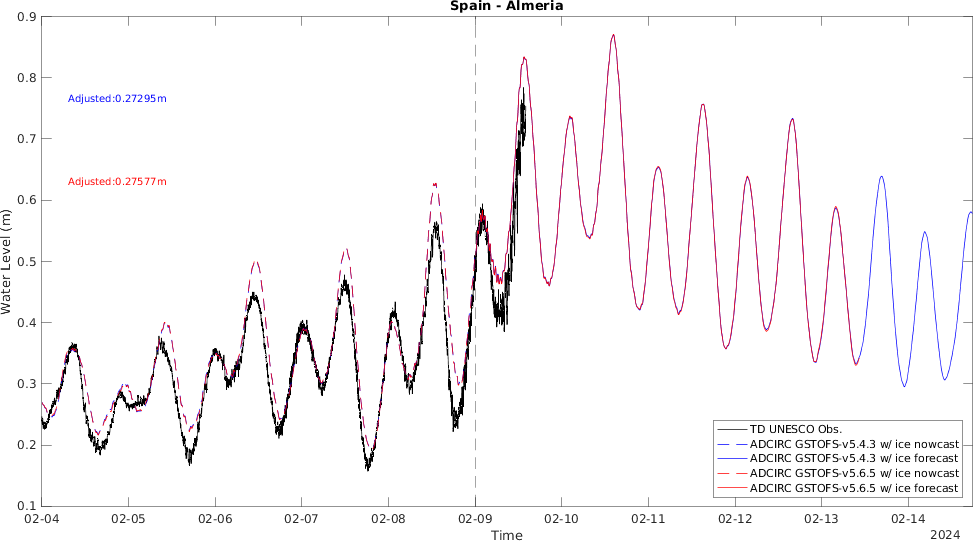 Spain - Almeria
0.9
0.8
0.7
0.6
0.5
0.4
0.3
0.2
0.1
Water Level (m)
Adjusted:0.27295m
Adjusted:0.27577m
TD UNESCO Obs.
ADCIRC GSTOFS-v5.4.3 w/ ice nowcast
ADCIRC GSTOFS-v5.4.3 w/ ice forecast
ADCIRC GSTOFS-v5.6.5 w/ ice nowcast
ADCIRC GSTOFS-v5.6.5 w/ ice forecast
02-04 02-05 02-06 02-07 02-08 02-09 02-10 02-11 02-12 02-13 02-14
Time
2024